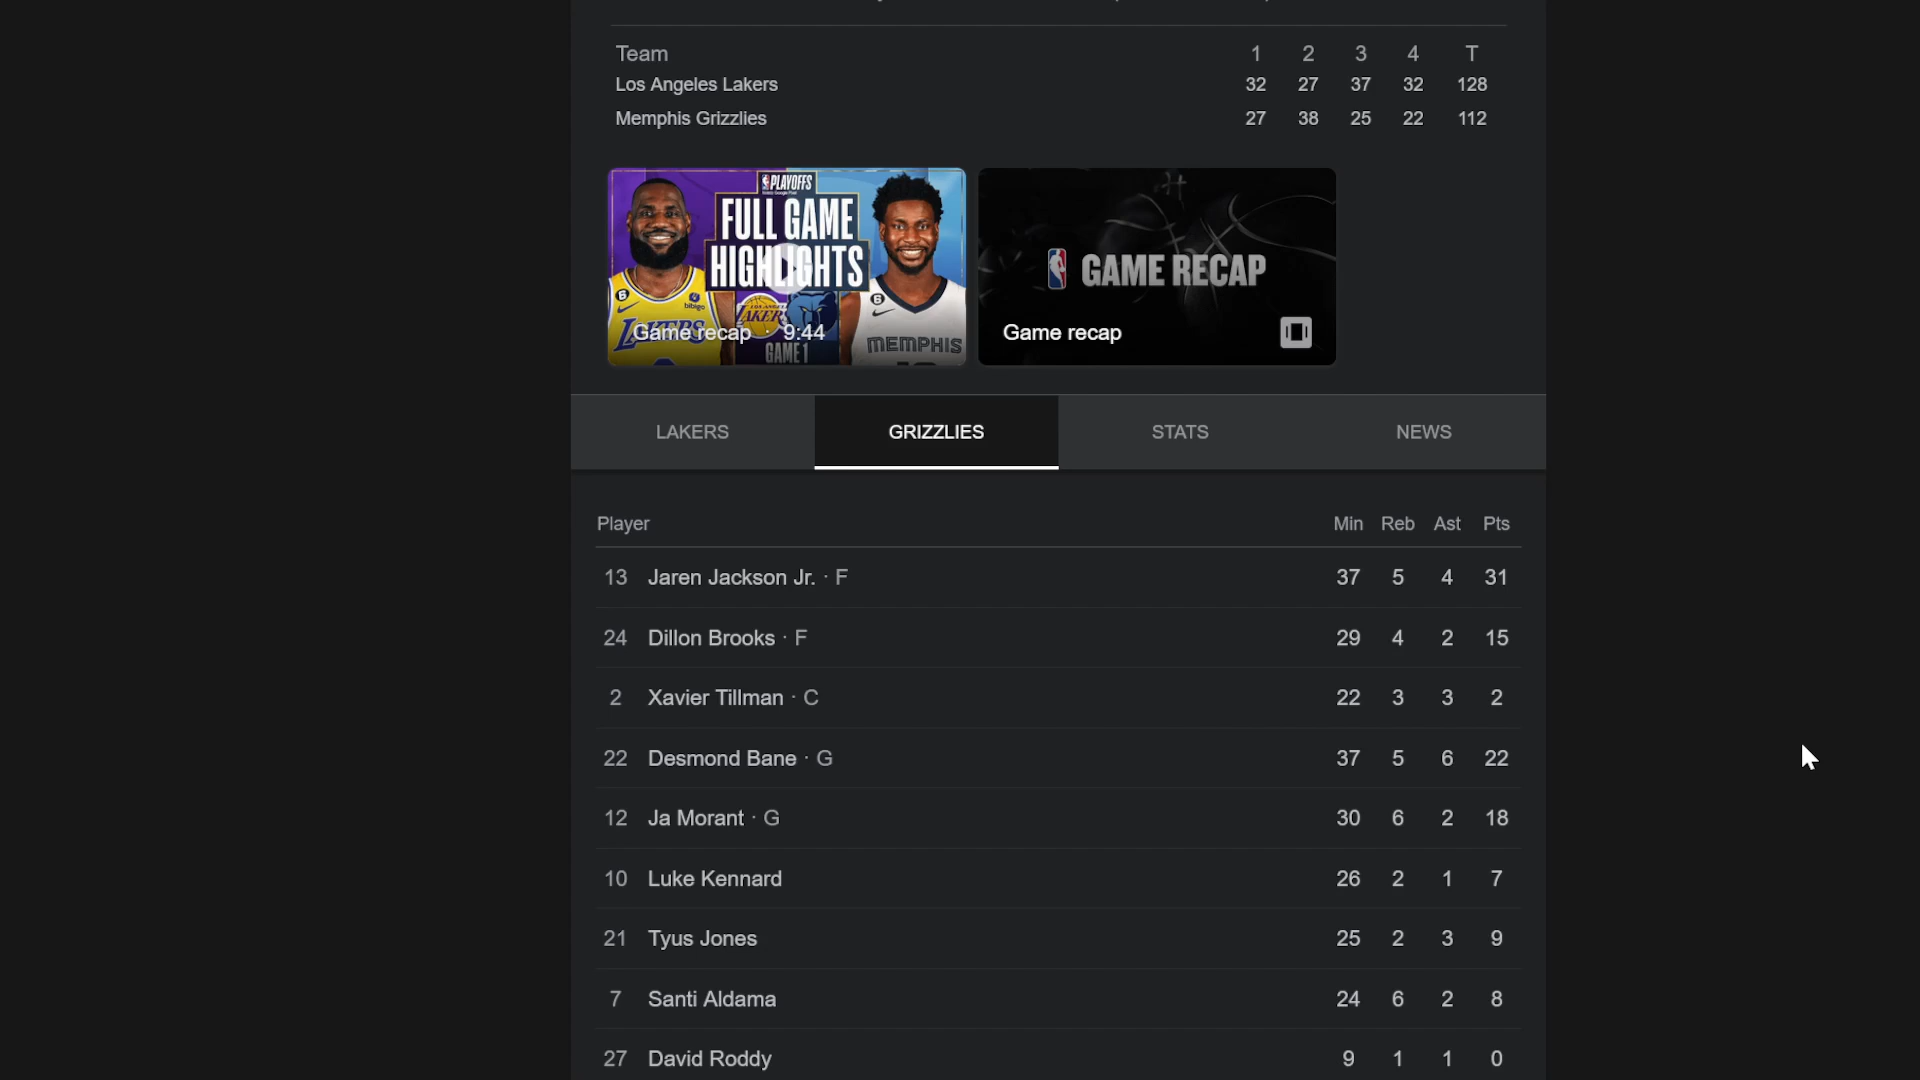 Team 1 2 3 4 T
Los Angeles Lakers 32 27 37 32 128
Memphis Grizzlies 27 38 25 22 112
PLAYOFFS
FULL GAME
HIGHLIGHTS
6
bibigo
LAKERS
LAKERS
GAME 1
6
MEMPHIS
Game recap · 9:44
GAME RECAP
Game recap
LAKERS GRIZZLIES STATS NEWS
Player Min Reb Ast Pts
13 Jaren Jackson Jr. · F 37 5 4 31
24 Dillon Brooks · F 29 4 2 15
2 Xavier Tillman · C 22 3 3 2
22 Desmond Bane · G 37 5 6 22
12 Ja Morant · G 30 6 2 18
10 Luke Kennard 26 2 1 7
21 Tyus Jones 25 2 3 9
7 Santi Aldama 24 6 2 8
27 David Roddy 9 1 1 0